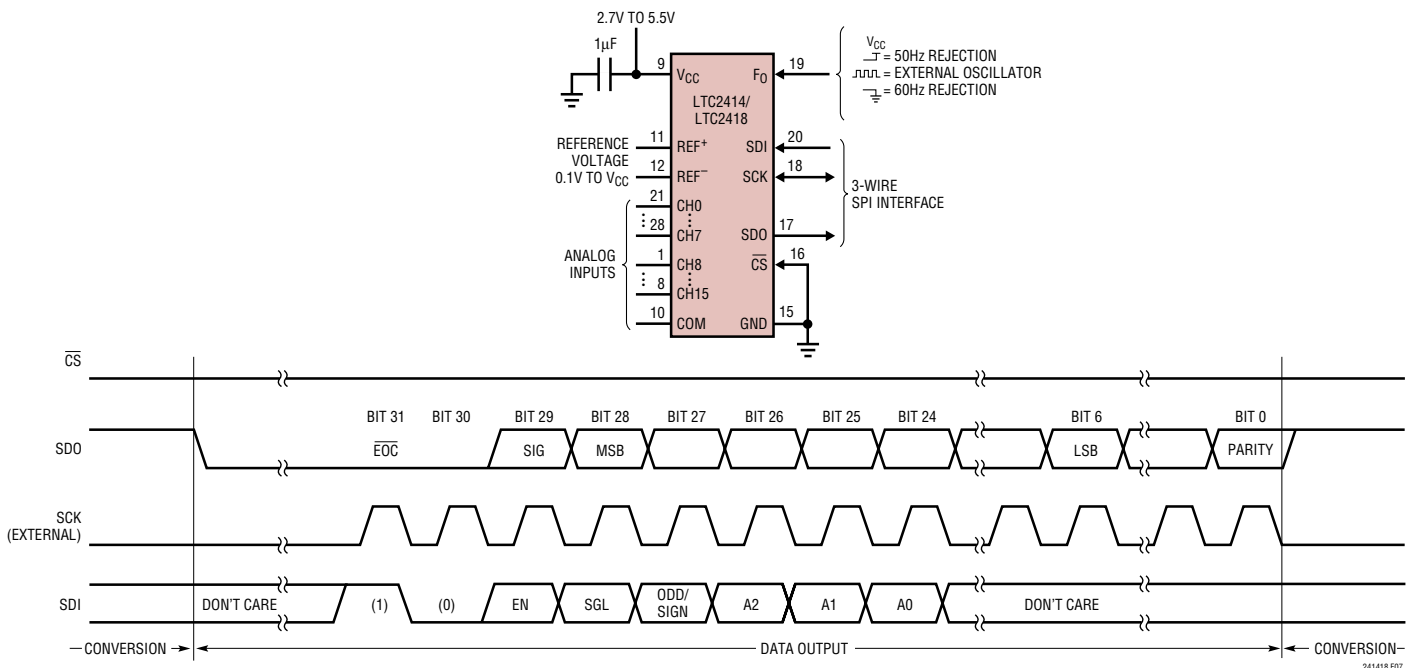 2.7V TO 5.5V
1µF
9
VCC
LTC2414/
LTC2418
FO
19
VCC
= 50Hz REJECTION
= EXTERNAL OSCILLATOR
= 60Hz REJECTION
REFERENCE
VOLTAGE
0.1V TO VCC
11
REF+
12
REF−
SDI
20
SCK
18
3-WIRE
SPI INTERFACE
SDO
17
CS
16
GND
15
ANALOG
INPUTS
21
CH0
28
CH7
1
CH8
8
CH15
10
COM
CS
SDO
BIT 31 BIT 30 BIT 29 BIT 28 BIT 27 BIT 26 BIT 25 BIT 24 BIT 6 BIT 0
EOC SIG MSB LSB PARITY
SCK
(EXTERNAL)
SDI
DON'T CARE (1) (0) EN SGL ODD/
SIGN A2 A1 A0 DON'T CARE
CONVERSION DATA OUTPUT CONVERSION
241418 F07